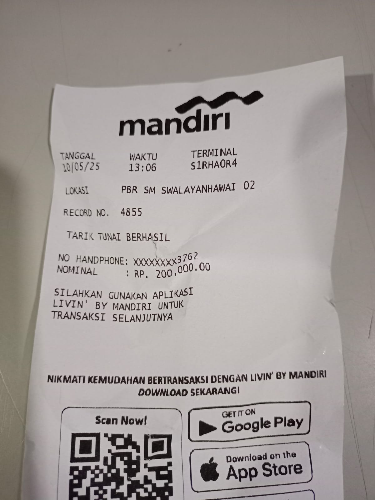 mandiri
TANGGAL WAKTU TERMINAL
10/05/25 13:06 S1RHAOR4
LOKASI PBR SM SWALAYANHAWAI 02
RECORD NO. 4855
TARIK TUNAI BERHASIL
NO HANDPHONE: XXXXXXXX3762
NOMINAL : RP. 200.000.00
SILAHKAN GUNAKAN APLIKASI
LIVIN' BY MANDIRI UNTUK
TRANSAKSI SELANJUTNYA
NIKMATI KEMUDAHAN BERTRANSAKSI DENGAN LIVIN' BY MANDIRI
DOWNLOAD SEKARANG!
Scan Now!
GET IT ON
Google Play
Download on the
App Store